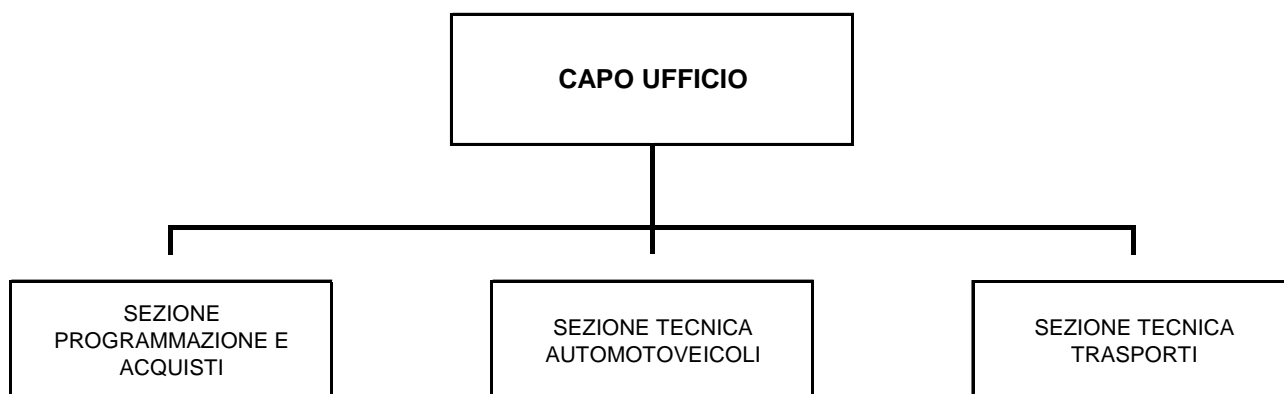 CAPO UFFICIO
SEZIONE
PROGRAMMAZIONE E
ACQUISTI
SEZIONE TECNICA
AUTOMOTOVEICOLI
SEZIONE TECNICA
TRASPORTI